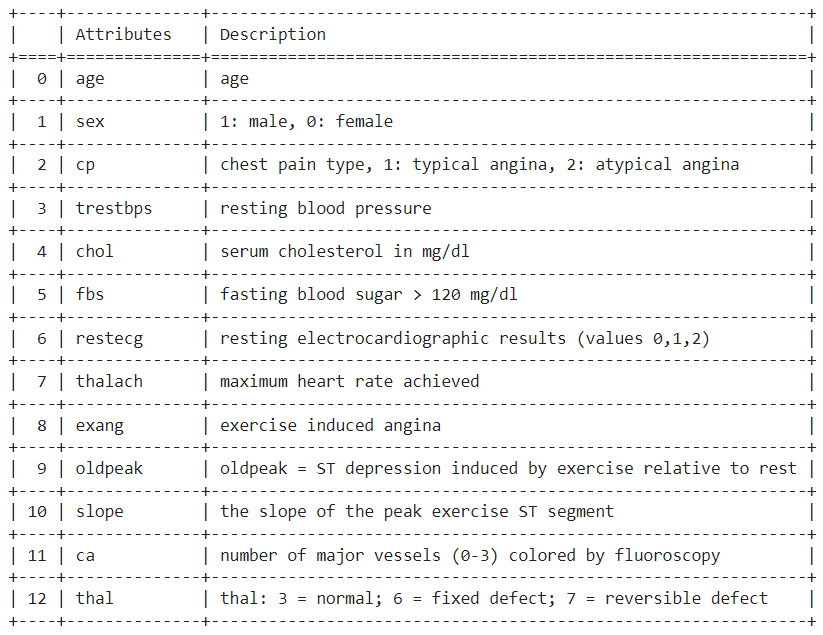 +----+--------------+--------------------------------------------------------------+
|    | Attributes   | Description                                                  |
+====+==============+==============================================================+
|  0 | age          | age                                                          |
+----+--------------+--------------------------------------------------------------+
|  1 | sex          | 1: male, 0: female                                           |
+----+--------------+--------------------------------------------------------------+
|  2 | cp           | chest pain type, 1: typical angina, 2: atypical angina       |
+----+--------------+--------------------------------------------------------------+
|  3 | trestbps     | resting blood pressure                                       |
+----+--------------+--------------------------------------------------------------+
|  4 | chol         | serum cholesterol in mg/dl                                   |
+----+--------------+--------------------------------------------------------------+
|  5 | fbs          | fasting blood sugar > 120 mg/dl                              |
+----+--------------+--------------------------------------------------------------+
|  6 | restecg      | resting electrocardiographic results (values 0,1,2)          |
+----+--------------+--------------------------------------------------------------+
|  7 | thalach      | maximum heart rate achieved                                  |
+----+--------------+--------------------------------------------------------------+
|  8 | exang        | exercise induced angina                                      |
+----+--------------+--------------------------------------------------------------+
|  9 | oldpeak      | oldpeak = ST depression induced by exercise relative to rest |
+----+--------------+--------------------------------------------------------------+
| 10 | slope        | the slope of the peak exercise ST segment                    |
+----+--------------+--------------------------------------------------------------+
| 11 | ca           | number of major vessels (0-3) colored by fluoroscopy         |
+----+--------------+--------------------------------------------------------------+
| 12 | thal         | thal: 3 = normal; 6 = fixed defect; 7 = reversible defect    |
+----+--------------+--------------------------------------------------------------+